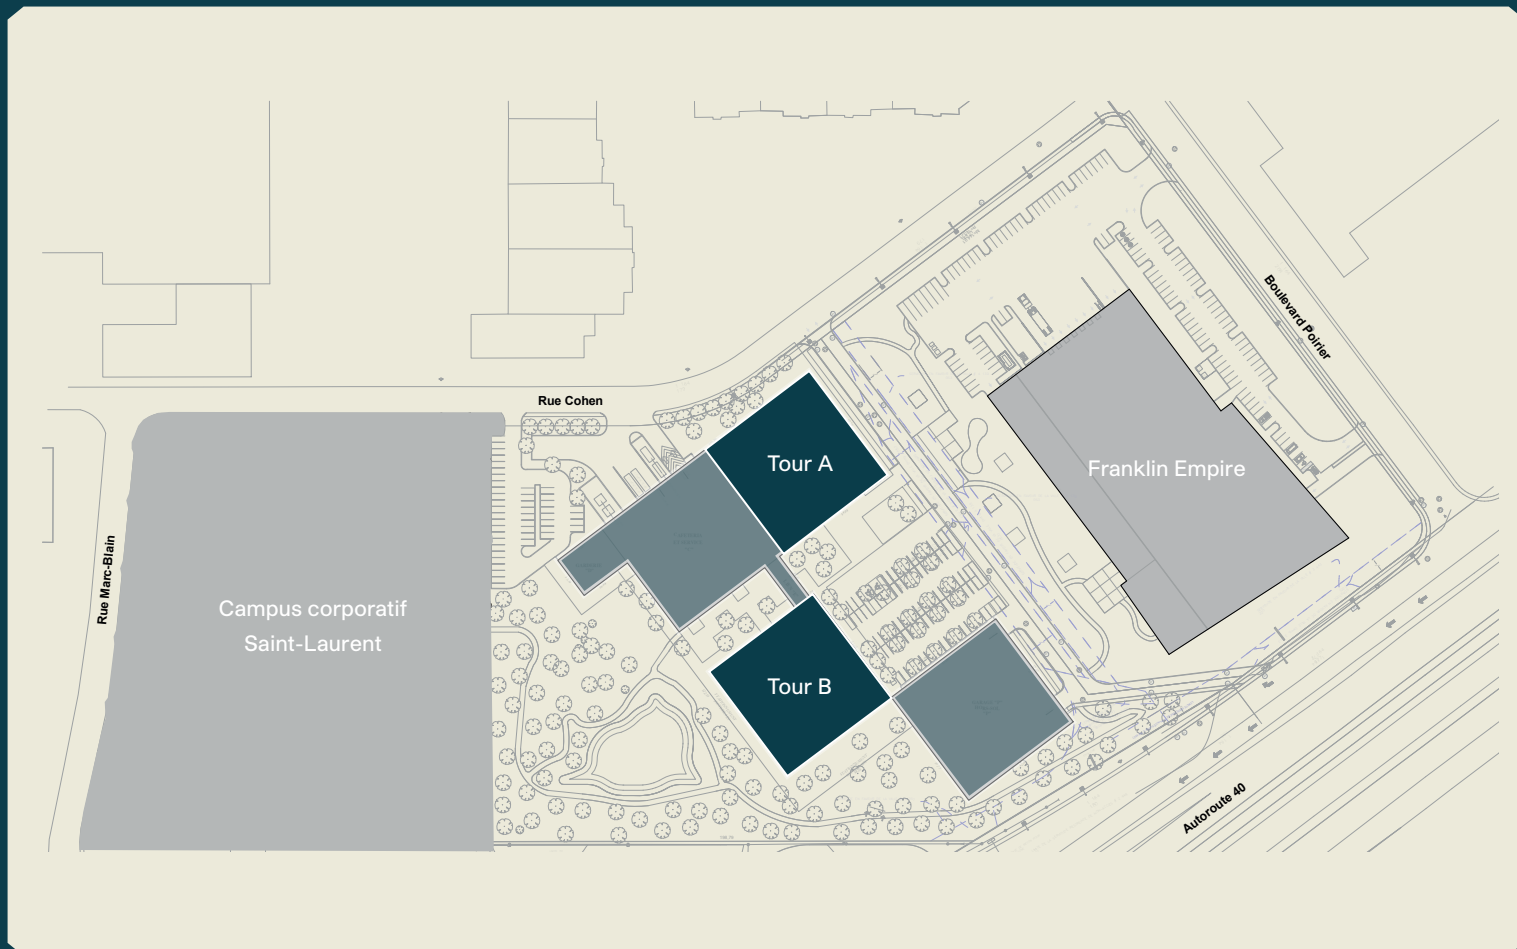 Rue Cohen
Boulevard Poirier
Tour A
Franklin Empire
Rue Marc-Blain
Campus corporatif
Saint-Laurent
Tour B
Autoroute 40